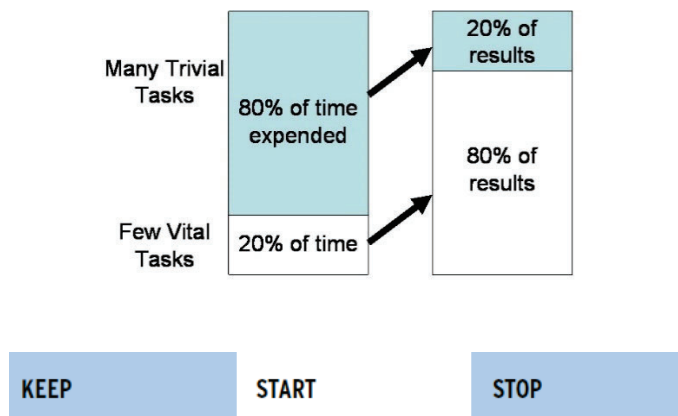 Many Trivial
Tasks
80% of time
expended
20% of
results
80% of
results
Few Vital
Tasks
20% of time
KEEP
START
STOP